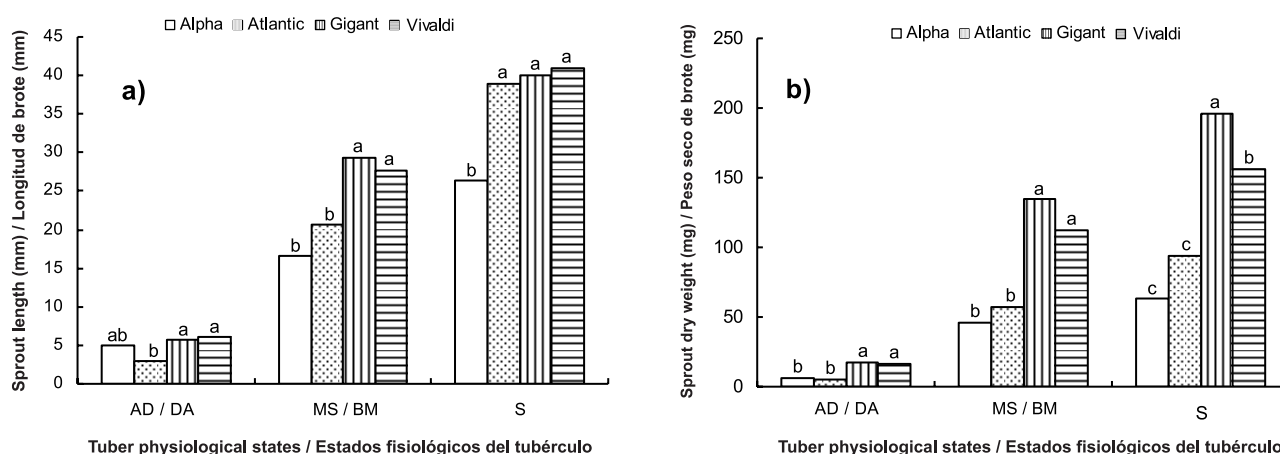 Alpha Atlantic Gigant Vivaldi
Sprout length (mm) / Longitud de brote (mm)
45
40
35
30
25
20
15
10
5
0
a)
ab b a a
b b a a
b a a a
AD / DA MS / BM S
Tuber physiological states / Estados fisiológicos del tubérculo
Alpha Atlantic Gigant Vivaldi
Sprout dry weight (mg) / Peso seco de brote (mg)
250
200
150
100
50
0
b)
b b a a
b b a a
c c a b
AD / DA MS / BM S
Tuber physiological states / Estados fisiológicos del tubérculo